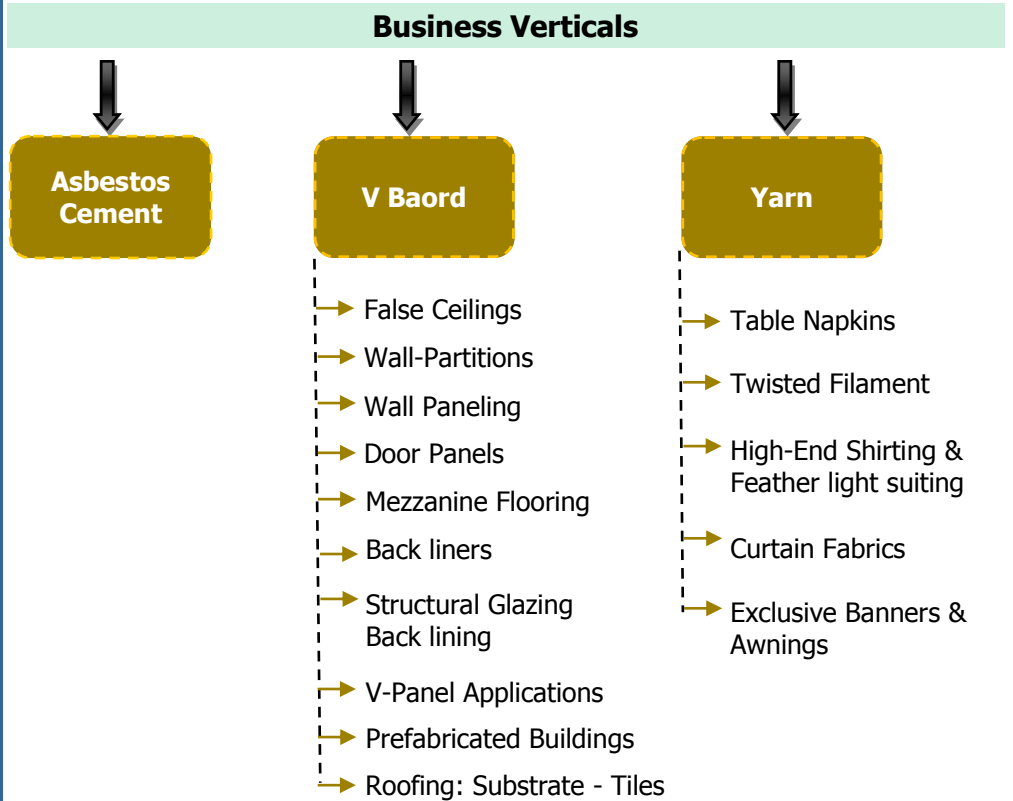 Business Verticals
Asbestos
Cement
V Baord
False Ceilings
Wall-Partitions
Wall Paneling
Door Panels
Mezzanine Flooring
Back liners
Structural Glazing
Back lining
V-Panel Applications
Prefabricated Buildings
Roofing: Substrate - Tiles
Yarn
Table Napkins
Twisted Filament
High-End Shirting &
Feather light suiting
Curtain Fabrics
Exclusive Banners &
Awnings